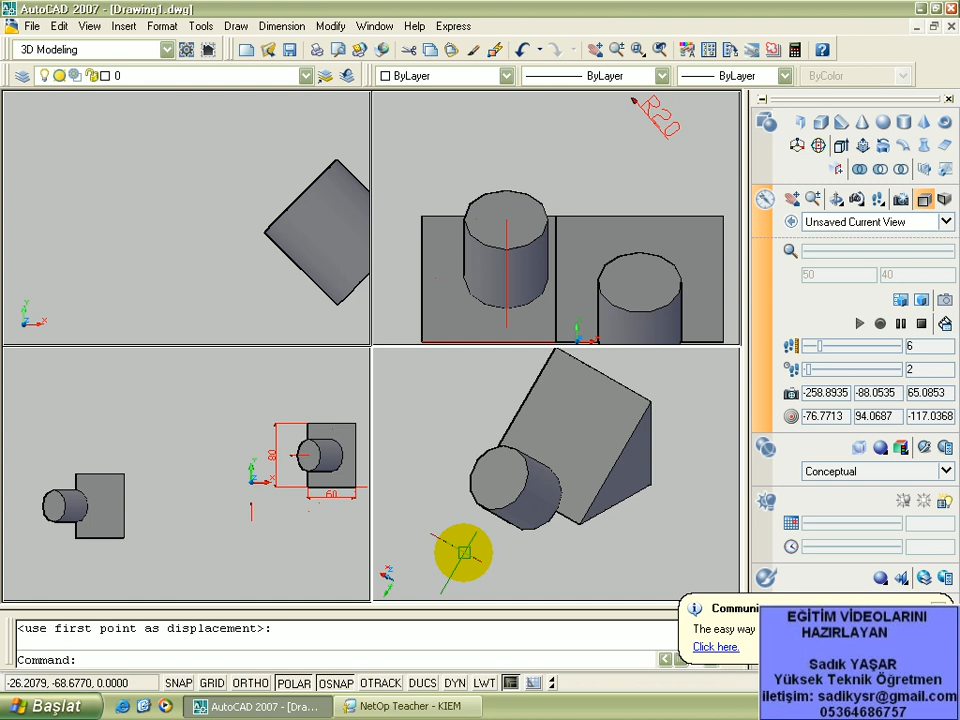 AutoCAD 2007 - [Drawing1.dwg]
File Edit View Insert Format Tools Draw Dimension Modify Window Help Express
3D Modeling
0 ByLayer ByLayer ByLayer ByColor
R20
Unsaved Current View
50 40
6
2
-258.8935 -88.0535 65.0853
-76.7713 94.0687 -117.0368
Conceptual
80
60
<use first point as displacement>:
Command:
Communi
The easy way
Click here.
-26.2079, -68.6770, 0.0000 SNAP GRID ORTHO POLAR OSNAP OTRACK DUCS DYN LWT
Başlat AutoCAD 2007 - [Dra... NetOp Teacher - KIEM
EĞİTİM VİDEOLARINI
HAZIRLAYAN
Sadık YAŞAR
Yüksek Teknik Öğretmen
iletişim: sadikysr@gmail.com
05364686757